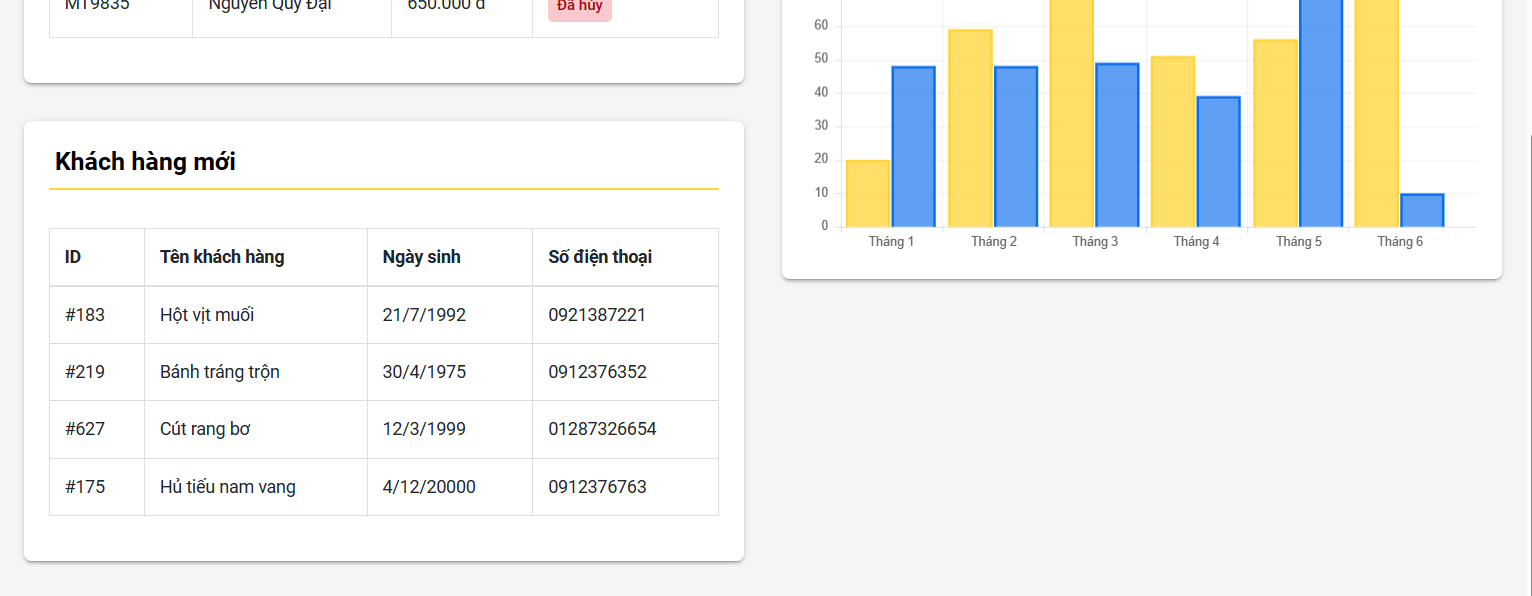 MT9835 Nguyễn Quý Đại 650.000 đ Đã hủy
Khách hàng mới
ID Tên khách hàng Ngày sinh Số điện thoại
#183 Hột vịt muối 21/7/1992 0921387221
#219 Bánh tráng trộn 30/4/1975 0912376352
#627 Cút rang bơ 12/3/1999 01287326654
#175 Hủ tiếu nam vang 4/12/20000 0912376763
60
50
40
30
20
10
0
Tháng 1 Tháng 2 Tháng 3 Tháng 4 Tháng 5 Tháng 6